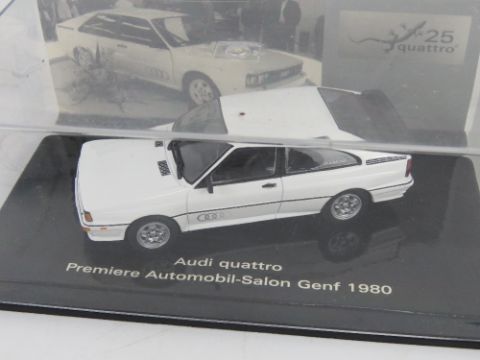 25
quattro
Audi quattro
Premiere Automobil-Salon Genf 1980